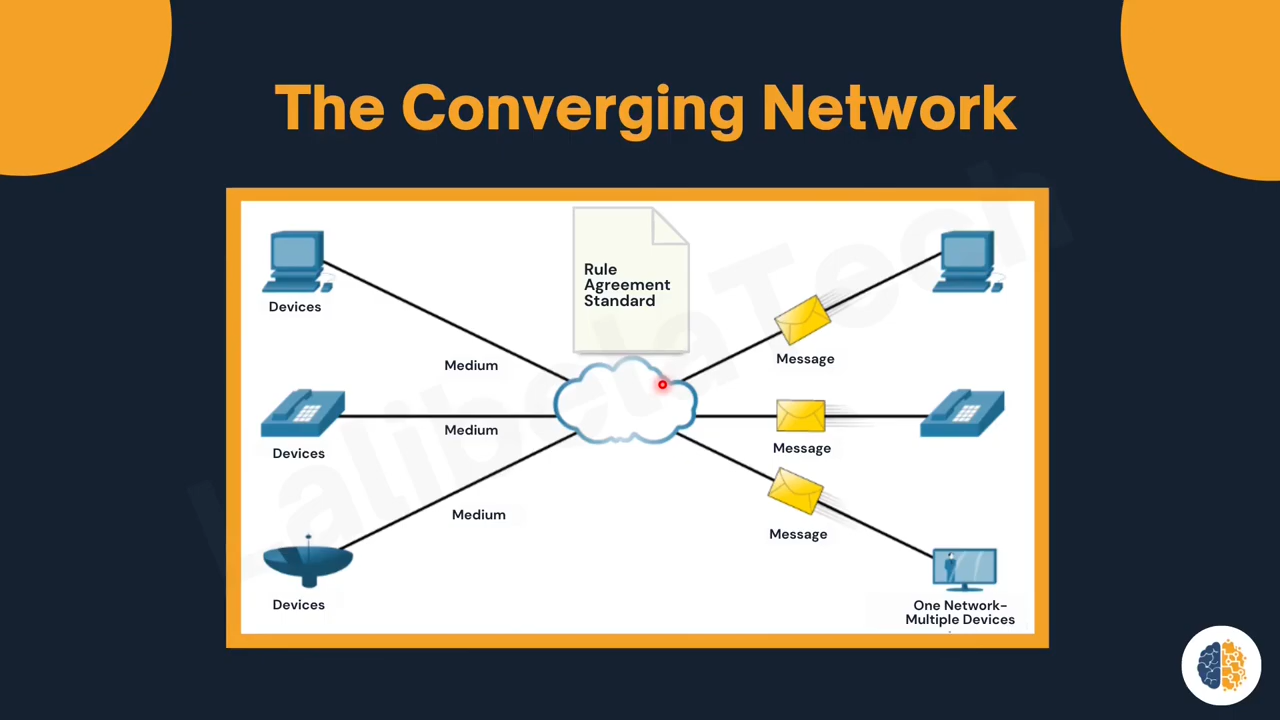 The Converging Network
Rule
Agreement
Standard
Devices
Medium
Message
Medium
Message
Devices
Medium
Message
Devices
One Network-
Multiple Devices
LalibelaTech